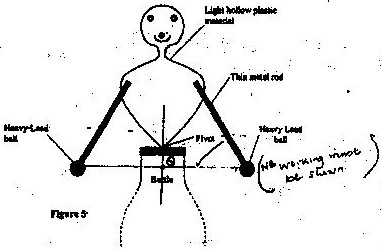 Light hollow plastic
material
Thin metal rod
Heavy-Lead
ball
Pivot
Heavy Lead
ball
Bottle
working must
be shown
Figure 5